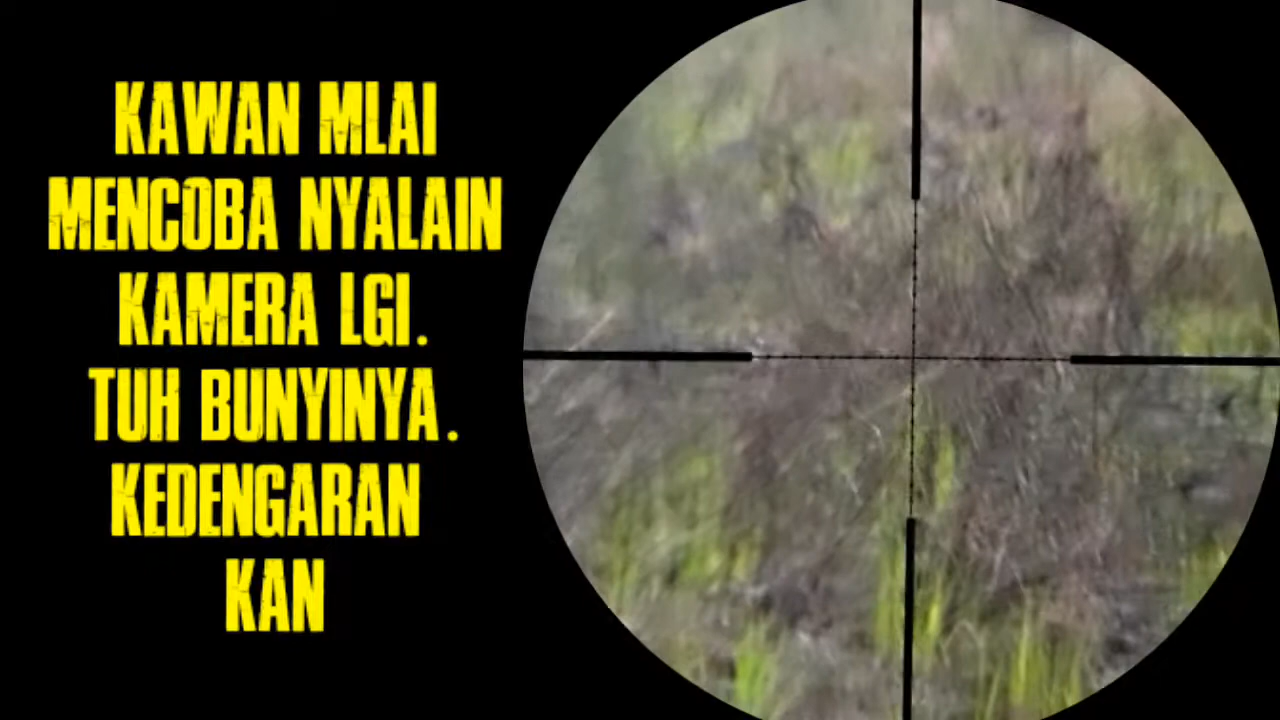 KAWAN MLAI
MENCOBA NYALAIN
KAMERA LGI.
TUH BUNYINYA.
KEDENGARAN
KAN